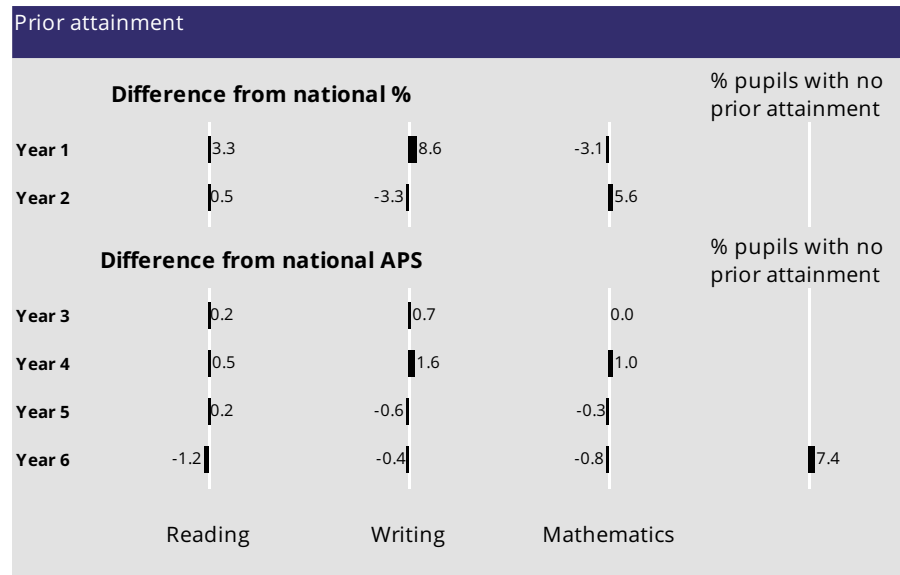 Prior attainment
Difference from national %
% pupils with no
prior attainment
Year 1 3.3 8.6 -3.1
Year 2 0.5 -3.3 5.6
Difference from national APS
% pupils with no
prior attainment
Year 3 0.2 0.7 0.0
Year 4 0.5 1.6 1.0
Year 5 0.2 -0.6 -0.3
Year 6 -1.2 -0.4 -0.8 7.4
Reading Writing Mathematics